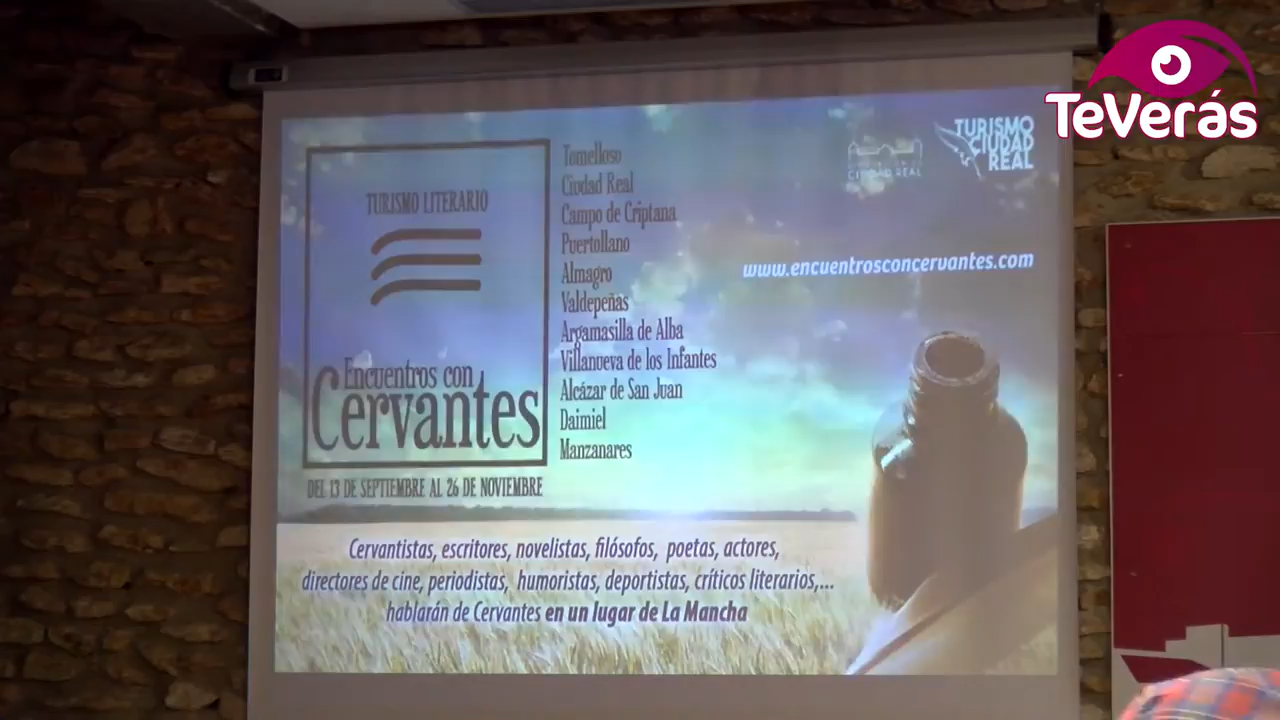 TeVerás
TURISMO
CIUDAD
REAL
CIUDAD REAL
TURISMO LITERARIO
Encuentros con
Cervantes
DEL 13 DE SEPTIEMBRE AL 26 DE NOVIEMBRE
Tomelloso
Ciudad Real
Campo de Criptana
Puertollano
Almagro
Valdepeñas
Argamasilla de Alba
Villanueva de los Infantes
Alcázar de San Juan
Daimiel
Manzanares
www.encuentrosconcervantes.com
Cervantistas, escritores, novelistas, filósofos, poetas, actores,
directores de cine, periodistas, humoristas, deportistas, críticos literarios,...
hablarán de Cervantes en un lugar de La Mancha